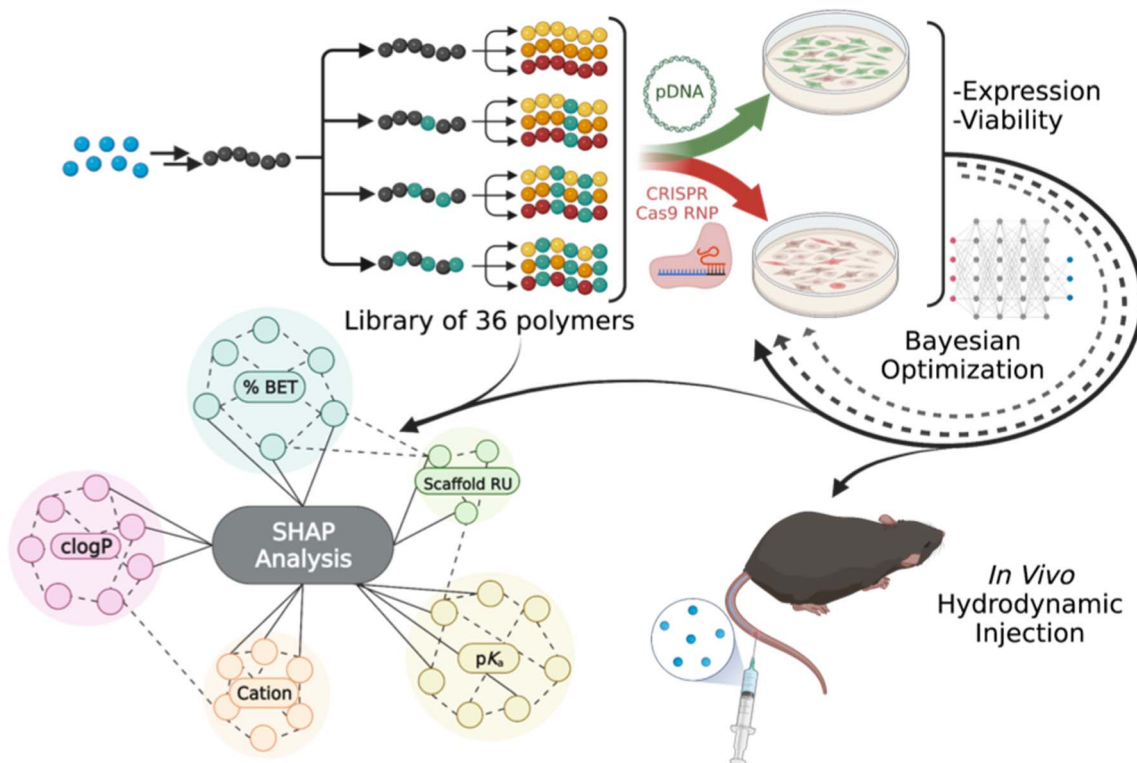 pDNA
CRISPR
Cas9 RNP
-Expression
-Viability
Bayesian
Optimization
Library of 36 polymers
% BET
Scaffold RU
clogP
SHAP
Analysis
Cation
pKa
In Vivo
Hydrodynamic
Injection